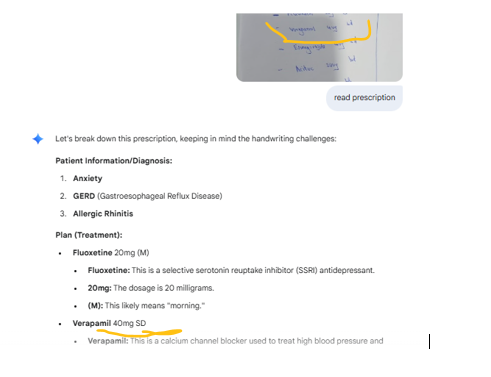 read prescription
Let's break down this prescription, keeping in mind the handwriting challenges:
Patient Information/Diagnosis:
1. Anxiety
2. GERD (Gastroesophageal Reflux Disease)
3. Allergic Rhinitis
Plan (Treatment):
• Fluoxetine 20mg (M)
• Fluoxetine: This is a selective serotonin reuptake inhibitor (SSRI) antidepressant.
• 20mg: The dosage is 20 milligrams.
• (M): This likely means "morning."
• Verapamil 40mg SD
• Verapamil: This is a calcium channel blocker used to treat high blood pressure and